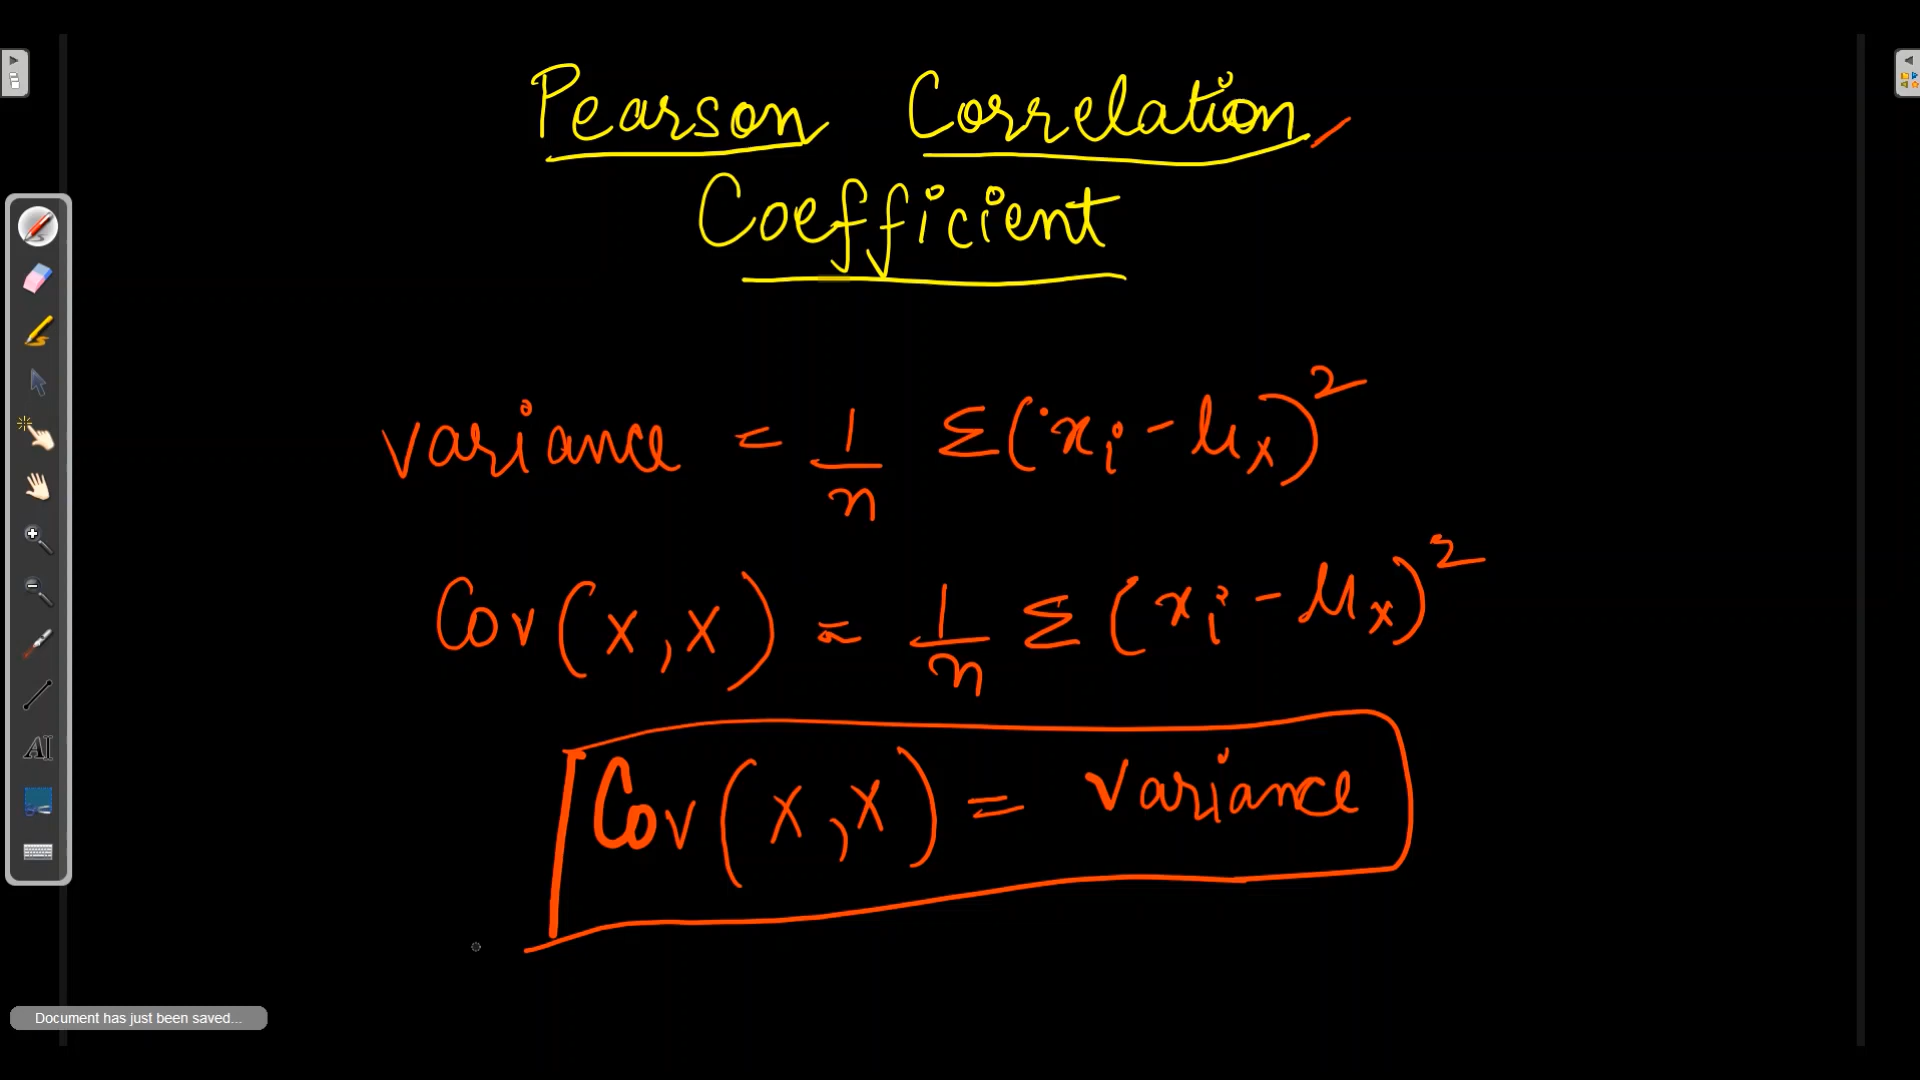 Pearson Correlation
Coefficient
variance = 1/n Σ(xi - μx)²
Cov(x,x) = 1/n Σ(xi - μx)²
Cov(x,x) = variance
AI
Document has just been saved...